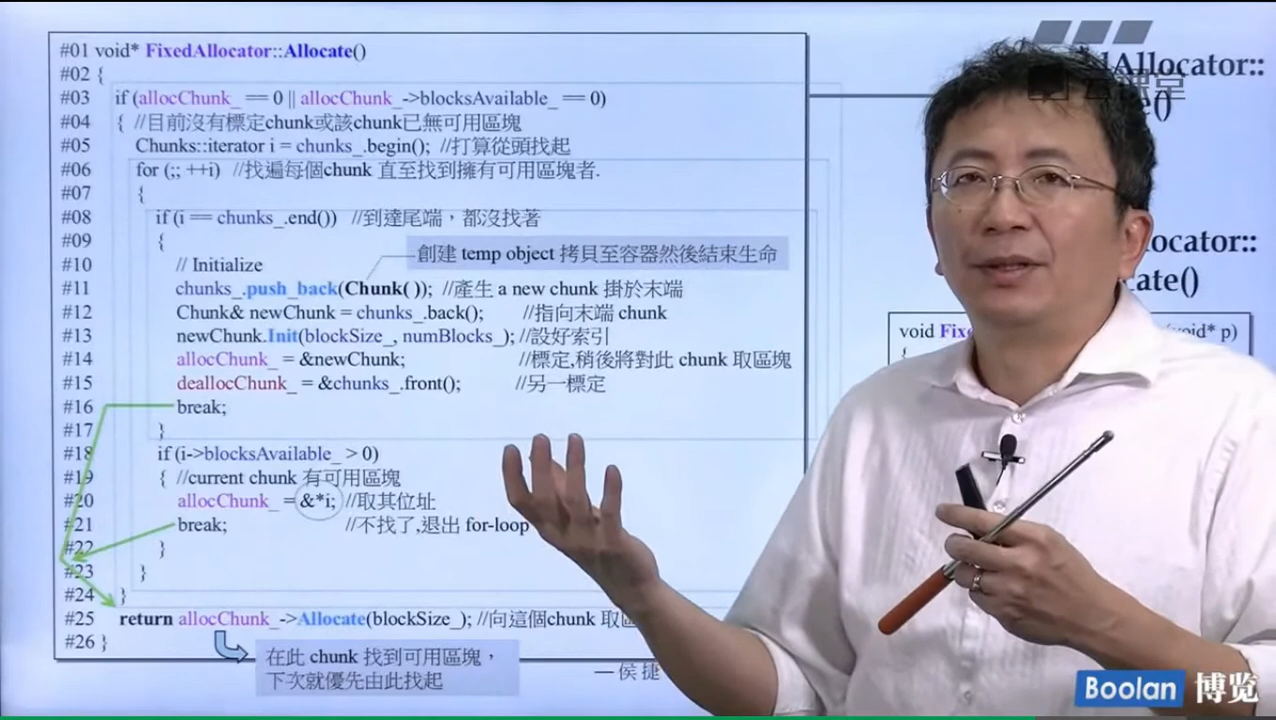 #01 void* FixedAllocator::Allocate()
#02 {
#03 if (allocChunk_ == 0 || allocChunk_->blocksAvailable_ == 0)
#04 { //目前沒有標定chunk或該chunk已無可用區塊
#05 Chunks::iterator i = chunks_.begin(); //打算從頭找起
#06 for (;; ++i) //找遍每個chunk 直至找到擁有可用區塊者.
#07 {
#08 if (i == chunks_.end()) //到達尾端，都沒找著
#09 {
創建 temp object 拷貝至容器然後結束生命
#10 // Initialize
#11 chunks_.push_back(Chunk( )); //產生 a new chunk 掛於末端
#12 Chunk& newChunk = chunks_.back(); //指向末端 chunk
#13 newChunk.Init(blockSize_, numBlocks_); //設好索引
#14 allocChunk_ = &newChunk; //標定,稍後將對此 chunk 取區塊
#15 deallocChunk_ = &chunks_.front(); //另一標定
#16 break;
#17 }
#18 if (i->blocksAvailable_ > 0)
#19 { //current chunk 有可用區塊
#20 allocChunk_ = &*i; //取其位址
#21 break; //不找了,退出 for-loop
#22 }
#23 }
#24 }
#25 return allocChunk_->Allocate(blockSize_); //向這個chunk 取區
#26 }
在此 chunk 找到可用區塊，
下次就優先由此找起
—侯捷
Allocator::
()
locator::
cate()
void Fixe
(void* p)
{
Boolan 博览